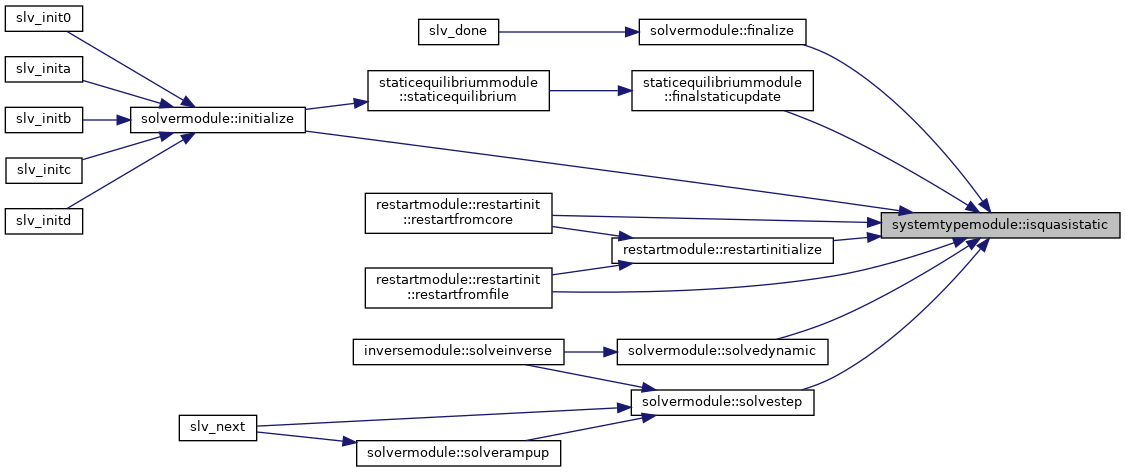 slv_init0
slv_inita
slv_initb
slv_initc
slv_initd
solvermodule::initialize
slv_done
solvermodule::finalize
staticequilibriummodule
::staticequilibrium
staticequilibriummodule
::finalstaticupdate
restartmodule::restartinit
::restartfromcore
restartmodule::restartinitialize
restartmodule::restartinit
::restartfromfile
systemtypemodule::isquasistatic
inversemodule::solveinverse
solvermodule::solvedynamic
solvermodule::solvestep
slv_next
solvermodule::solverampup